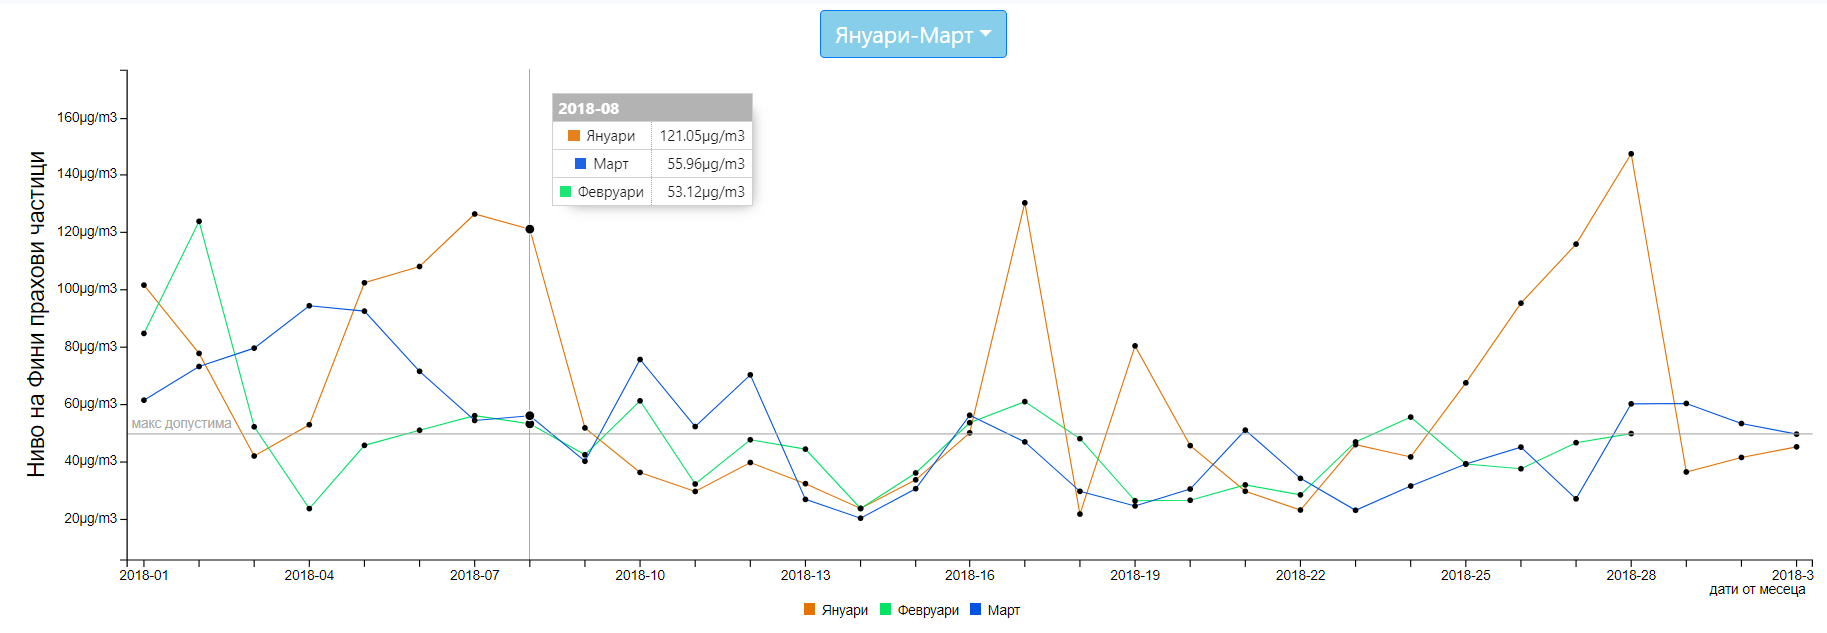 Януари-Март
Ниво на Фини прахови частици
160μg/m3
140μg/m3
120μg/m3
100μg/m3
80μg/m3
60μg/m3
40μg/m3
20μg/m3
макс допустима
2018-08
Януари 121.05μg/m3
Март 55.96μg/m3
Февруари 53.12μg/m3
2018-01 2018-04 2018-07 2018-10 2018-13 2018-16 2018-19 2018-22 2018-25 2018-28 2018-3
дати от месеца
Януари Февруари Март